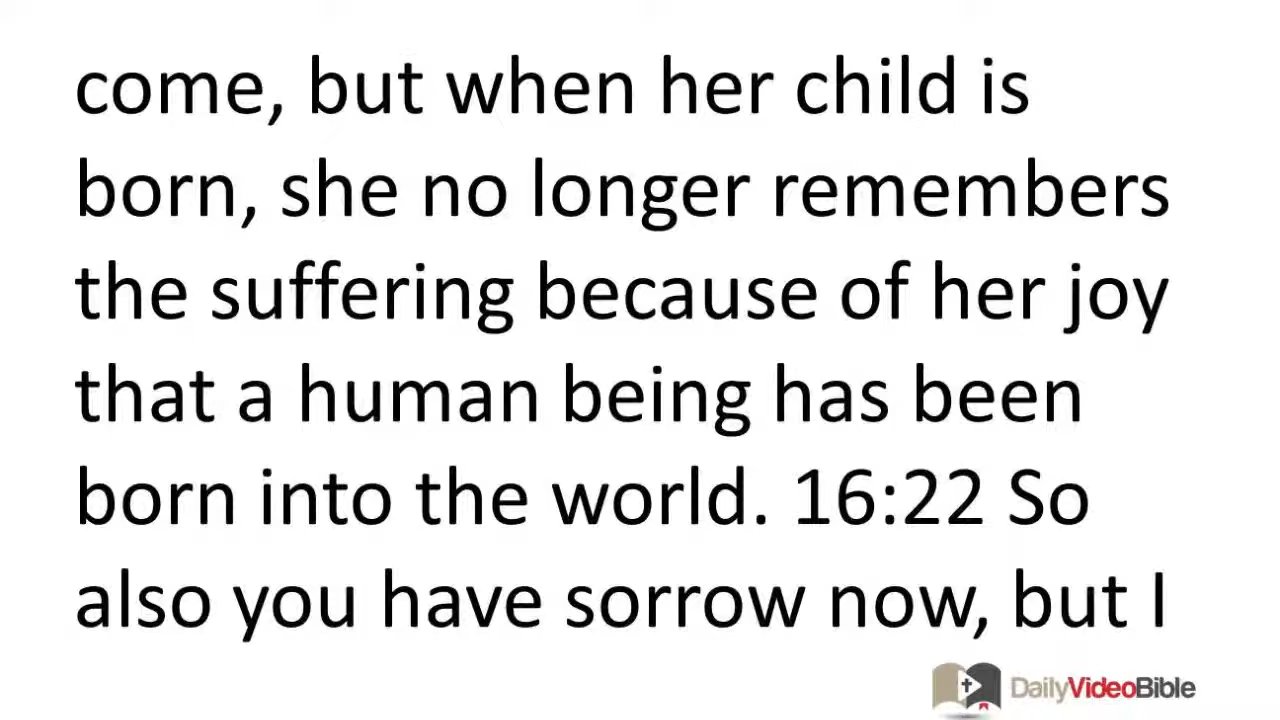 come, but when her child is
born, she no longer remembers
the suffering because of her joy
that a human being has been
born into the world. 16:22 So
also you have sorrow now, but I
DailyVideoBible